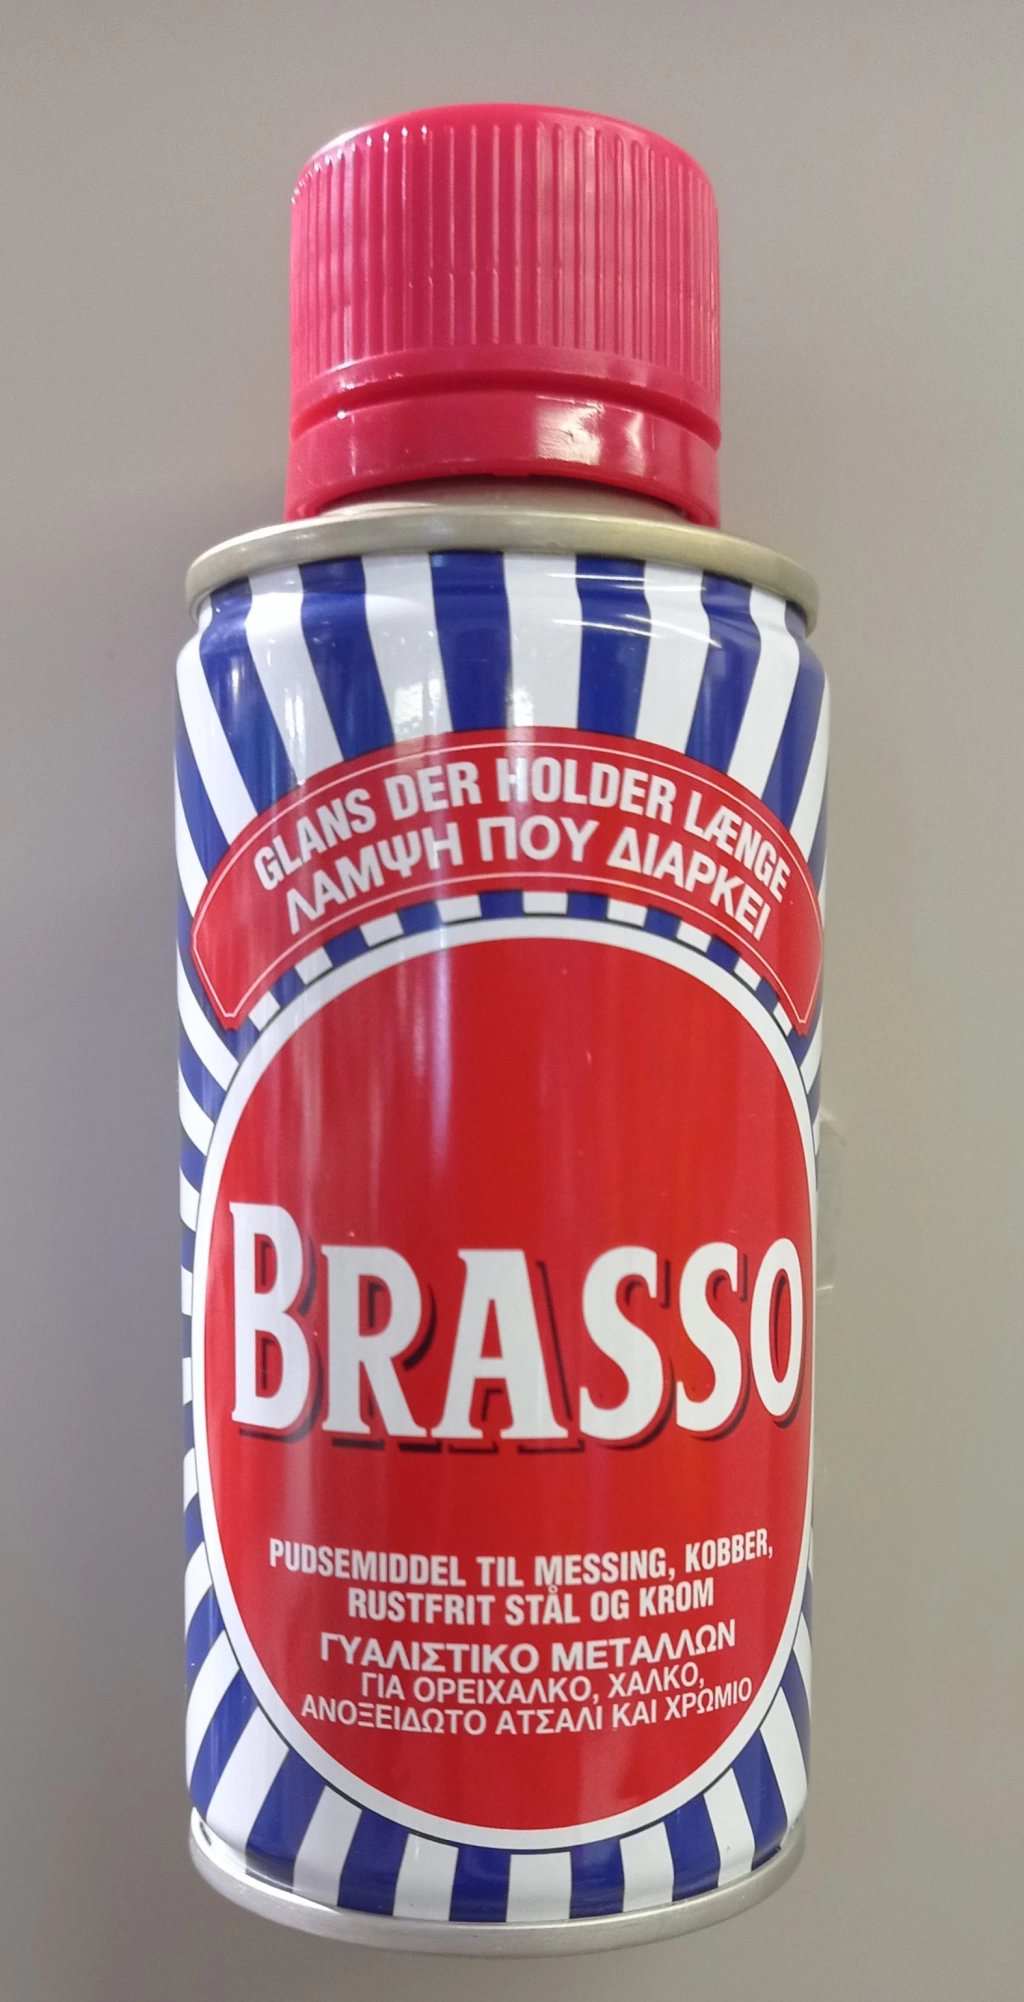 GLANS DER HOLDER LÆNGE
ΛΑΜΨΗ ΠΟΥ ΔΙΑΡΚΕΙ
BRASSO
PUDSEMIDDEL TIL MESSING, KOBBER,
RUSTFRIT STÅL OG KROM
ΓΥΑΛΙΣΤΙΚΟ ΜΕΤΑΛΛΩΝ
ΓΙΑ ΟΡΕΙΧΑΛΚΟ, ΧΑΛΚΟ,
ΑΝΟΞΕΙΔΩΤΟ ΑΤΣΑΛΙ ΚΑΙ ΧΡΩΜΙΟ